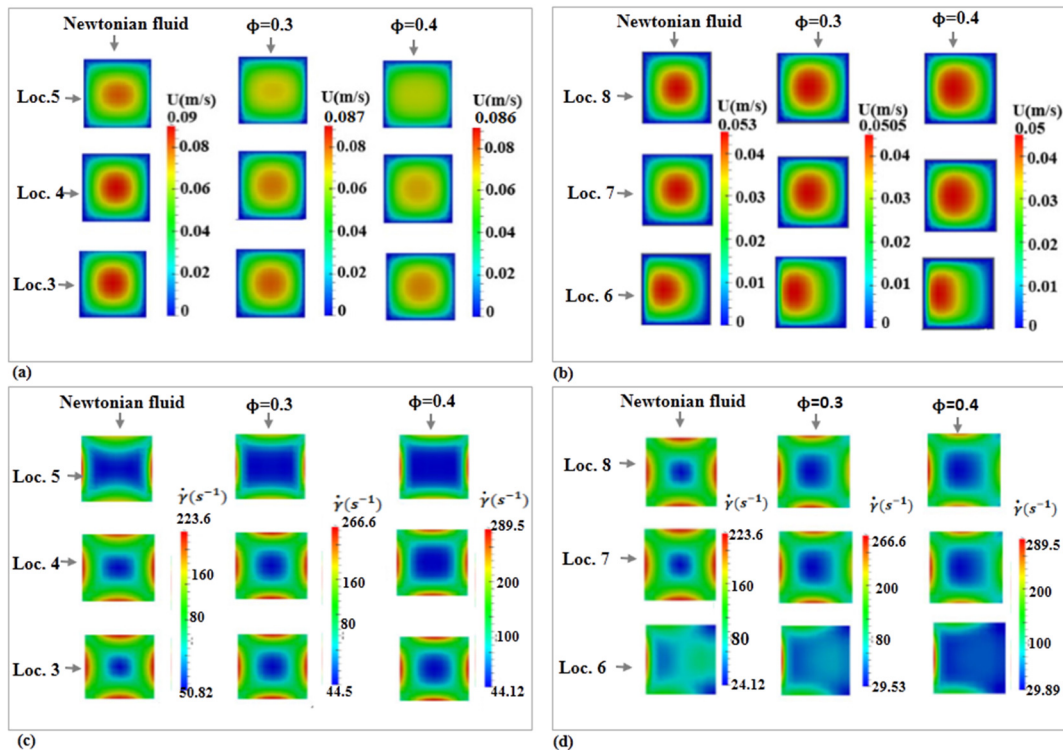 Newtonian fluid ϕ=0.3 ϕ=0.4
Loc.5
U(m/s) U(m/s) U(m/s)
0.09 0.087 0.086
0.08 0.08 0.08
Loc. 4
0.06 0.06 0.06
0.04 0.04 0.04
Loc.3
0.02 0.02 0.02
0 0 0
(a)
Newtonian fluid ϕ=0.3 ϕ=0.4
Loc. 8
U(m/s) U(m/s) U(m/s)
0.053 0.0505 0.05
0.04 0.04 0.04
Loc. 7
0.03 0.03 0.03
0.02 0.02 0.02
Loc. 6
0.01 0.01 0.01
0 0 0
(b)
Newtonian fluid ϕ=0.3 ϕ=0.4
Loc. 5
γ̇(s⁻¹) γ̇(s⁻¹) γ̇(s⁻¹)
223.6 266.6 289.5
Loc. 4
160 160 200
80 80 100
Loc. 3
50.82 44.5 44.12
(c)
Newtonian fluid ϕ=0.3 ϕ=0.4
Loc. 8
γ̇(s⁻¹) γ̇(s⁻¹) γ̇(s⁻¹)
223.6 266.6 289.5
Loc. 7
160 160 200
80 80 100
Loc. 6
24.12 29.53 29.89
(d)